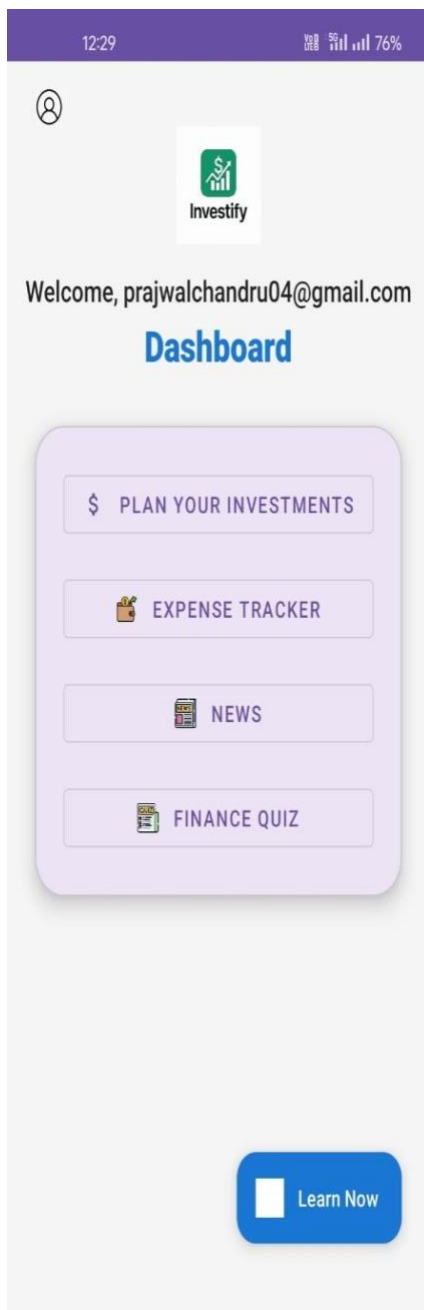 12:29 5G 76%
$
Investify
Welcome, prajwalchandru04@gmail.com
Dashboard
$ PLAN YOUR INVESTMENTS
EXPENSE TRACKER
NEWS
FINANCE QUIZ
Learn Now